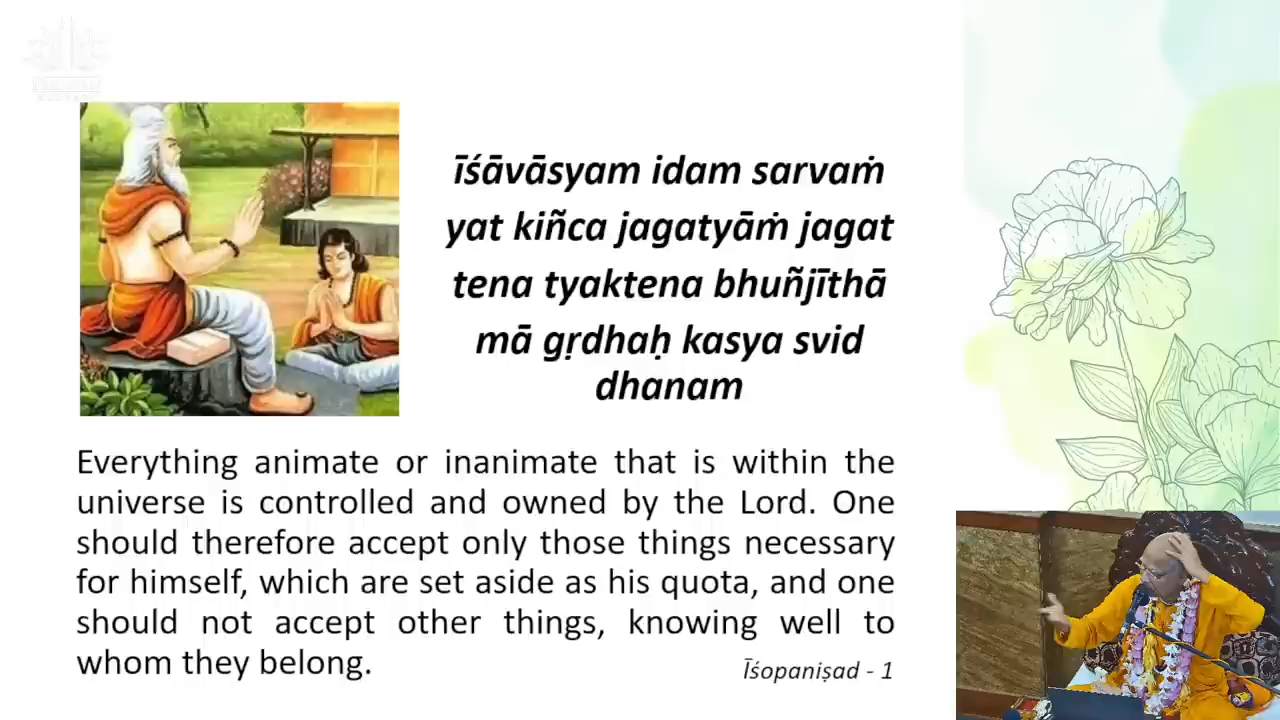 īśāvāsyam idam sarvaṁ
yat kiñca jagatyāṁ jagat
tena tyaktena bhuñjīthā
mā gṛdhaḥ kasya svid
dhanam
Everything animate or inanimate that is within the
universe is controlled and owned by the Lord. One
should therefore accept only those things necessary
for himself, which are set aside as his quota, and one
should not accept other things, knowing well to
whom they belong.
Īśopaniṣad - 1